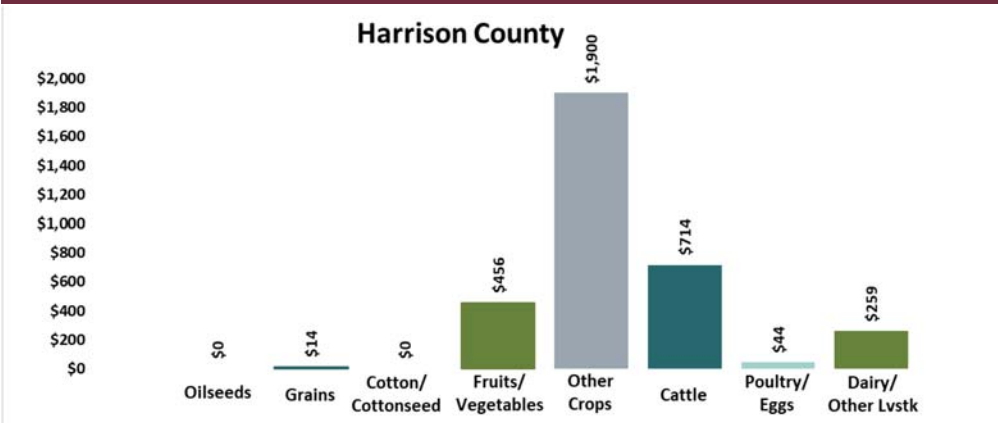 Harrison County
$2,000
$1,800
$1,600
$1,400
$1,200
$1,000
$800
$600
$400
$200
$0
$0
$14
$0
$456
$1,900
$714
$44
$259
Oilseeds
Grains
Cotton/
Cottonseed
Fruits/
Vegetables
Other
Crops
Cattle
Poultry/
Eggs
Dairy/
Other Lvstk